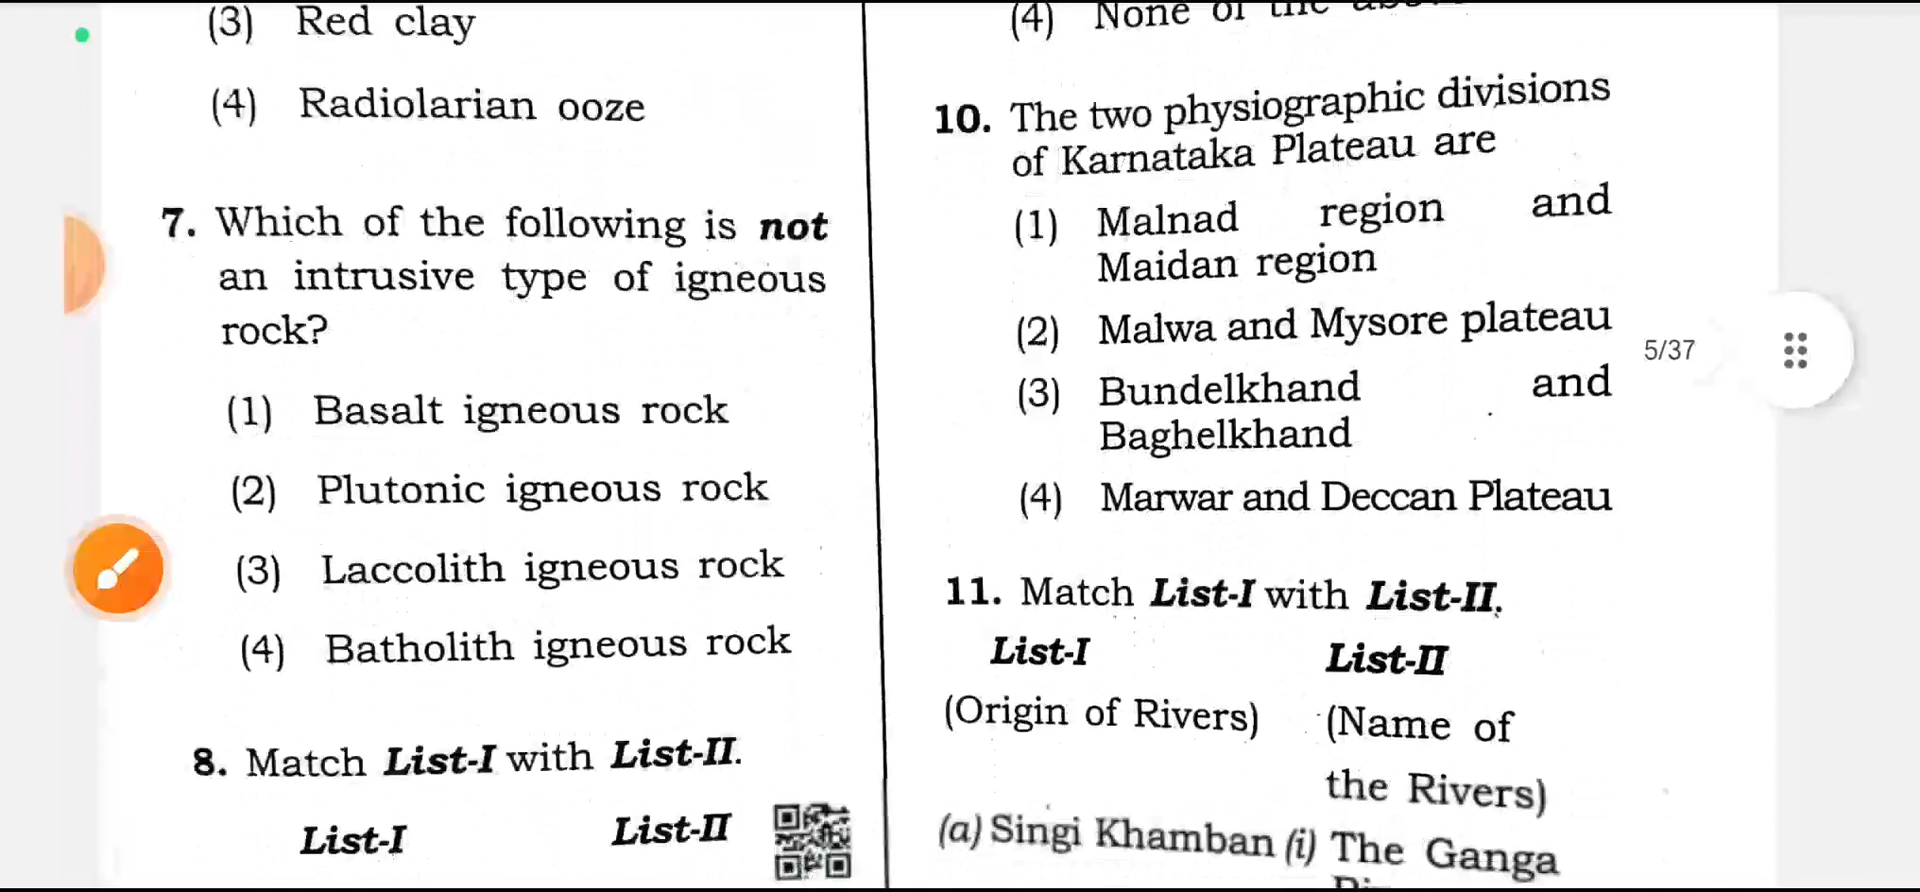 (3) Red clay
(4) Radiolarian ooze
7. Which of the following is not
an intrusive type of igneous
rock?
(1) Basalt igneous rock
(2) Plutonic igneous rock
(3) Laccolith igneous rock
(4) Batholith igneous rock
8. Match List-I with List-II.
List-I List-II
(4) None of the
10. The two physiographic divisions
of Karnataka Plateau are
(1) Malnad region and
Maidan region
(2) Malwa and Mysore plateau
(3) Bundelkhand and
Baghelkhand
(4) Marwar and Deccan Plateau
11. Match List-I with List-II.
List-I List-II
(Origin of Rivers) (Name of
the Rivers)
(a) Singi Khamban (i) The Ganga
5/37